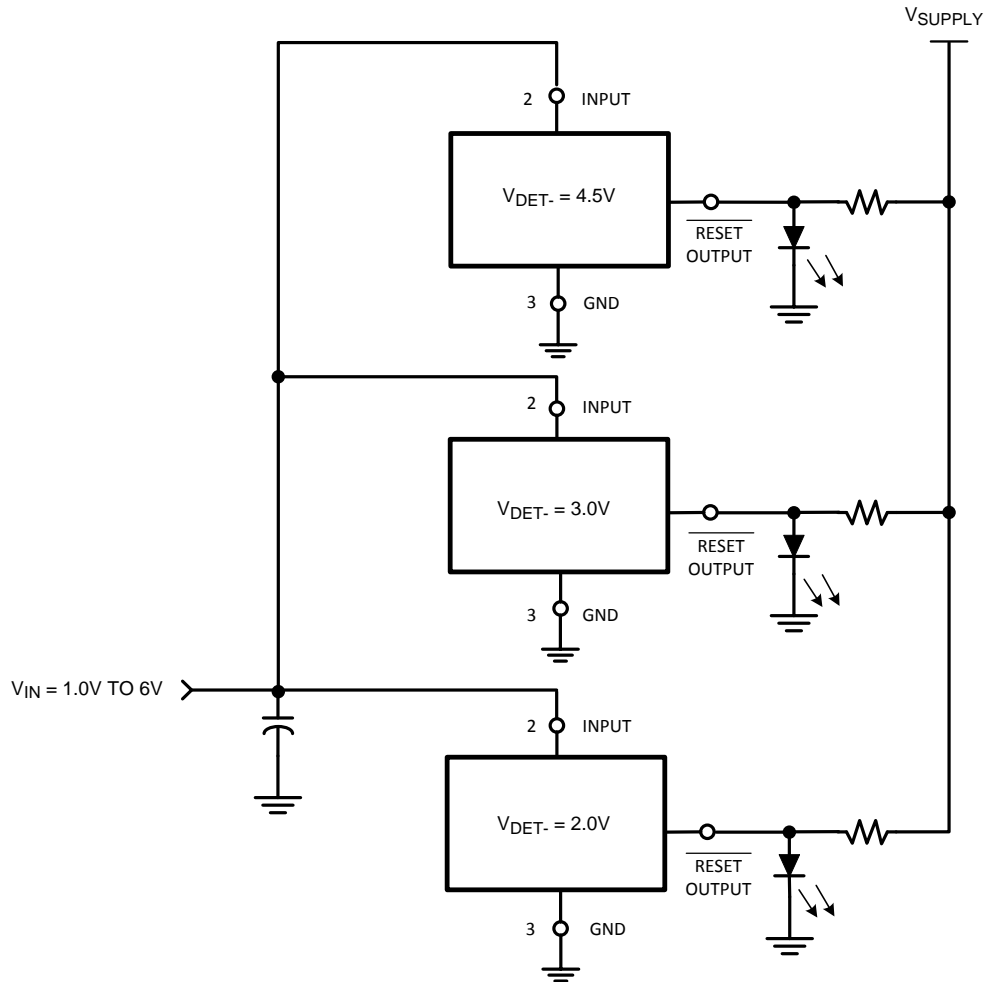 VSUPPLY
2 INPUT
VDET- = 4.5V
RESET
OUTPUT
3 GND
2 INPUT
VDET- = 3.0V
RESET
OUTPUT
3 GND
VIN = 1.0V TO 6V
2 INPUT
VDET- = 2.0V
RESET
OUTPUT
3 GND